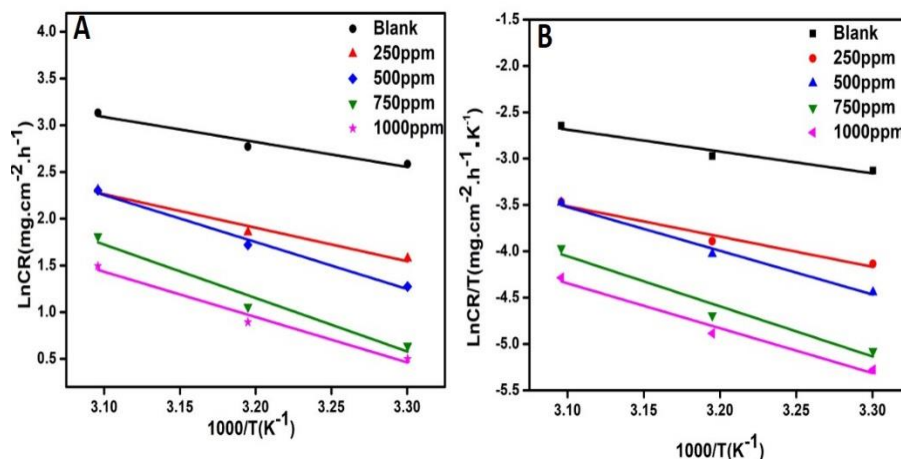 A
Blank
250ppm
500ppm
750ppm
1000ppm
LnCR(mg.cm-2.h-1)
4.0
3.5
3.0
2.5
2.0
1.5
1.0
0.5
3.10 3.15 3.20 3.25 3.30
1000/T(K-1)
B
Blank
250ppm
500ppm
750ppm
1000ppm
LnCR/T(mg.cm-2.h-1.K-1)
-1.5
-2.0
-2.5
-3.0
-3.5
-4.0
-4.5
-5.0
-5.5
3.10 3.15 3.20 3.25 3.30
1000/T(K-1)